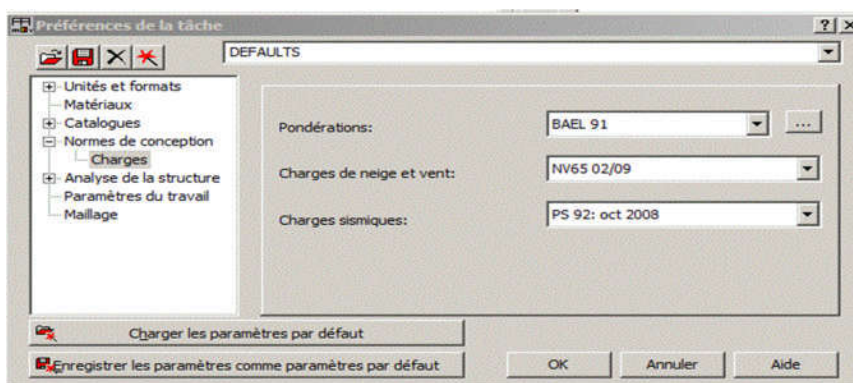 Préférences de la tâche
DEFAULTS
Unités et formats
Matériaux
Catalogues
Normes de conception
Charges
Analyse de la structure
Paramètres du travail
Maillage
Pondérations:
BAEL 91
...
Charges de neige et vent:
NV65 02/09
Charges sismiques:
PS 92: oct 2008
Charger les paramètres par défaut
Enregistrer les paramètres comme paramètres par défaut
OK
Annuler
Aide